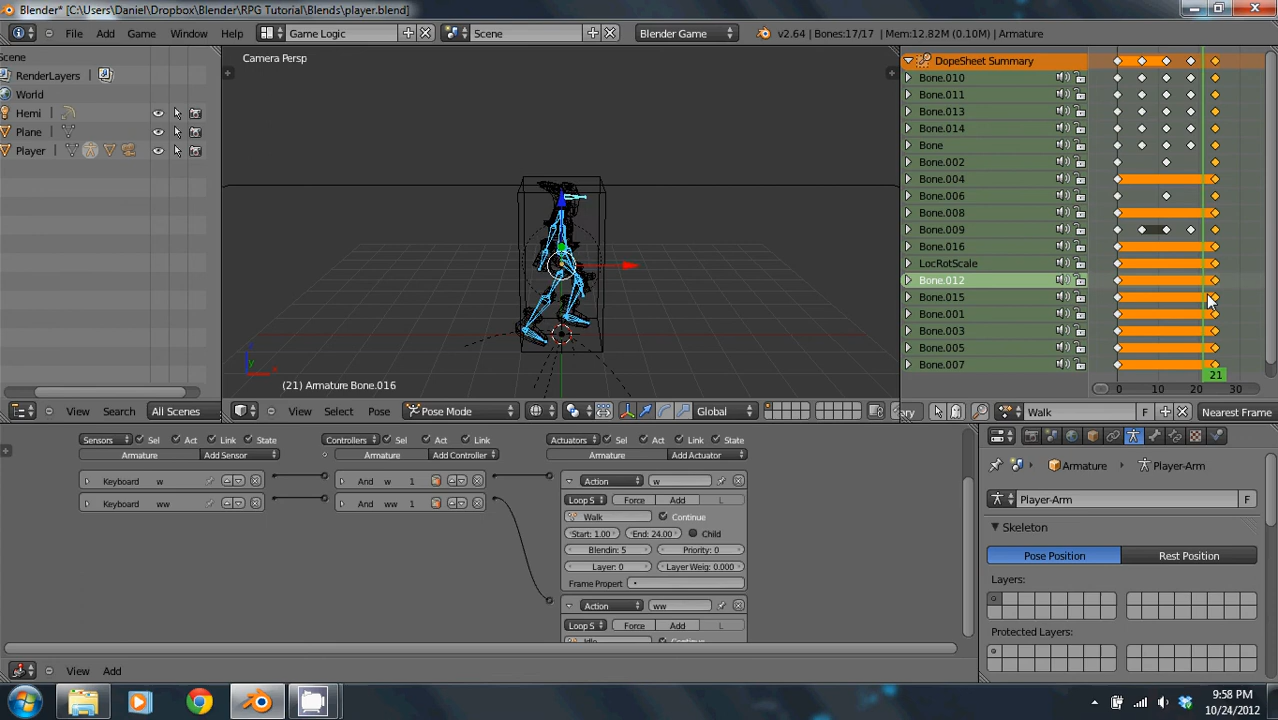 Blender* [C:\Users\Daniel\Dropbox\Blender\RPG Tutorial\Blends\player.blend]
File Add Game Window Help Game Logic Scene Blender Game v2.64 | Bones:17/17 | Mem:12.82M (0.10M) | Armature
Scene
RenderLayers
World
Hemi
Plane
Player
View Search All Scenes
Camera Persp
(21) Armature Bone.016
View Select Pose Pose Mode Global
DopeSheet Summary
Bone.010
Bone.011
Bone.013
Bone.014
Bone
Bone.002
Bone.004
Bone.006
Bone.008
Bone.009
Bone.016
LocRotScale
Bone.012
Bone.015
Bone.001
Bone.003
Bone.005
Bone.007
21
0 10 20 30
ory Walk F Nearest Frame
Sensors Sel Act Link State
Armature Add Sensor
Keyboard w
Keyboard ww
Controllers Sel Act Link
Armature Add Controller
And w 1
And ww 1
Actuators Sel Act Link State
Armature Add Actuator
Action w
Loop S Force Add L
Walk Continue
Start: 1.00 End: 24.00 Child
Blendin: 5 Priority: 0
Layer: 0 Layer Weig: 0.000
Frame Propert
Action ww
Loop S Force Add L
Idle Continue
View Add
Armature Player-Arm
Player-Arm F
Skeleton
Pose Position Rest Position
Layers:
Protected Layers:
9:58 PM
10/24/2012